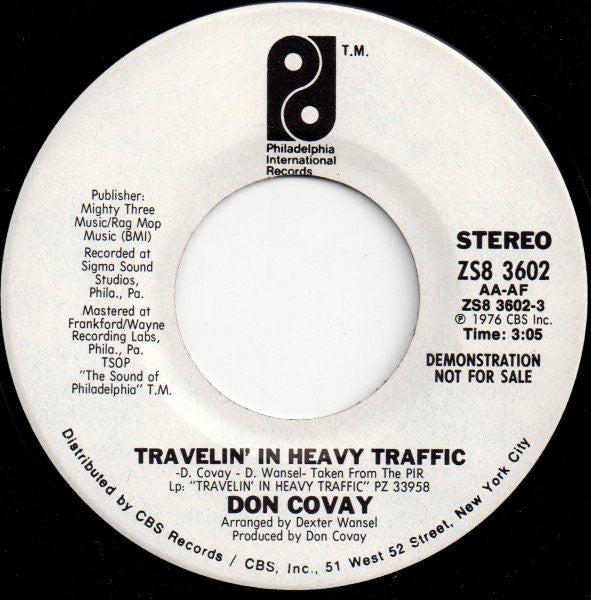 T.M.
Philadelphia
International
Records
Publisher:
Mighty Three
Music/Rag Mop
Music (BMI)
Recorded at
Sigma Sound
Studios,
Phila., Pa.
Mastered at
Frankford/Wayne
Recording Labs,
Phila., Pa.
TSOP
"The Sound of
Philadelphia" T.M.
STEREO
ZS8 3602
AA-AF
ZS8 3602-3
℗ 1976 CBS Inc.
Time: 3:05
DEMONSTRATION
NOT FOR SALE
TRAVELIN' IN HEAVY TRAFFIC
-D. Covay - D. Wansel- Taken From The PIR
Lp: "TRAVELIN' IN HEAVY TRAFFIC" PZ 33958
DON COVAY
Arranged by Dexter Wansel
Produced by Don Covay
Distributed by CBS Records / CBS, Inc., 51 West 52 Street, New York City